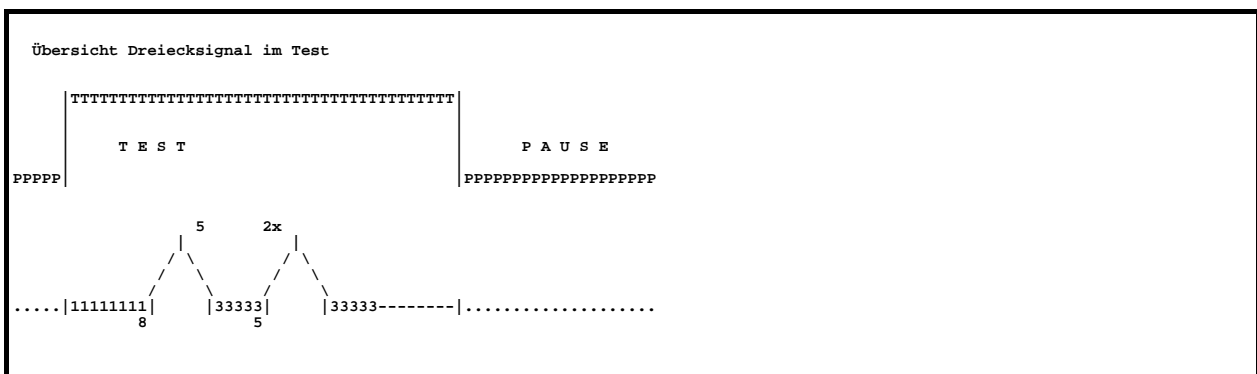 Übersicht Dreiecksignal im Test
|TTTTTTTTTTTTTTTTTTTTTTTTTTTTTTTTTTTTTTTT|
T E S T P A U S E
PPPPP| |PPPPPPPPPPPPPPPPPPPP
5 2x
.....|11111111| |33333| |33333--------|....................
8 5